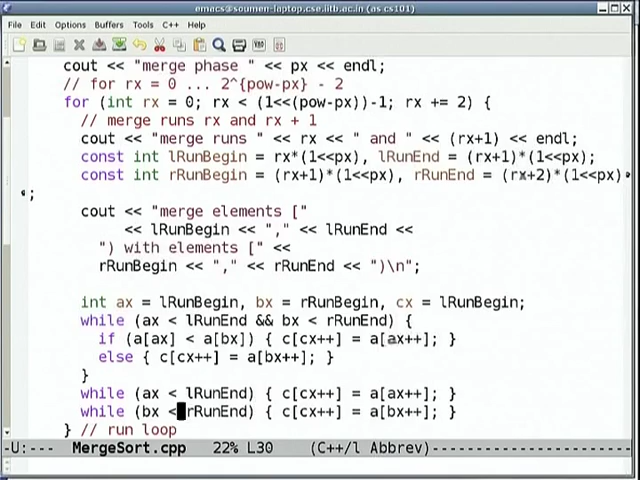 emacs@soumen-laptop.cse.iitb.ac.in (as cs101)
File Edit Options Buffers Tools C++ Help
cout << "merge phase " << px << endl;
// for rx = 0 ... 2^{pow-px} - 2
for (int rx = 0; rx < (1<<(pow-px))-1; rx += 2) {
// merge runs rx and rx + 1
cout << "merge runs " << rx << " and " << (rx+1) << endl;
const int lRunBegin = rx*(1<<px), lRunEnd = (rx+1)*(1<<px);
const int rRunBegin = (rx+1)*(1<<px), rRunEnd = (rx+2)*(1<<px)
;
cout << "merge elements ["
<< lRunBegin << "," << lRunEnd <<
") with elements [" <<
rRunBegin << "," << rRunEnd << ")\n";
int ax = lRunBegin, bx = rRunBegin, cx = lRunBegin;
while (ax < lRunEnd && bx < rRunEnd) {
if (a[ax] < a[bx]) { c[cx++] = a[ax++]; }
else { c[cx++] = a[bx++]; }
}
while (ax < lRunEnd) { c[cx++] = a[ax++]; }
while (bx < rRunEnd) { c[cx++] = a[bx++]; }
} // run loop
-U:--- MergeSort.cpp 22% L30 (C++/l Abbrev)